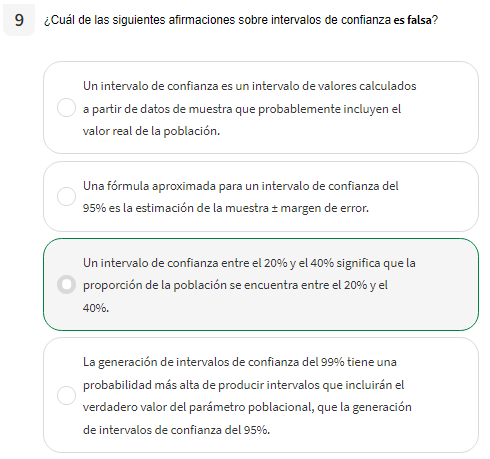 9 ¿Cuál de las siguientes afirmaciones sobre intervalos de confianza es falsa?
Un intervalo de confianza es un intervalo de valores calculados
a partir de datos de muestra que probablemente incluyen el
valor real de la población.
Una fórmula aproximada para un intervalo de confianza del
95% es la estimación de la muestra ± margen de error.
Un intervalo de confianza entre el 20% y el 40% significa que la
proporción de la población se encuentra entre el 20% y el
40%.
La generación de intervalos de confianza del 99% tiene una
probabilidad más alta de producir intervalos que incluirán el
verdadero valor del parámetro poblacional, que la generación
de intervalos de confianza del 95%.